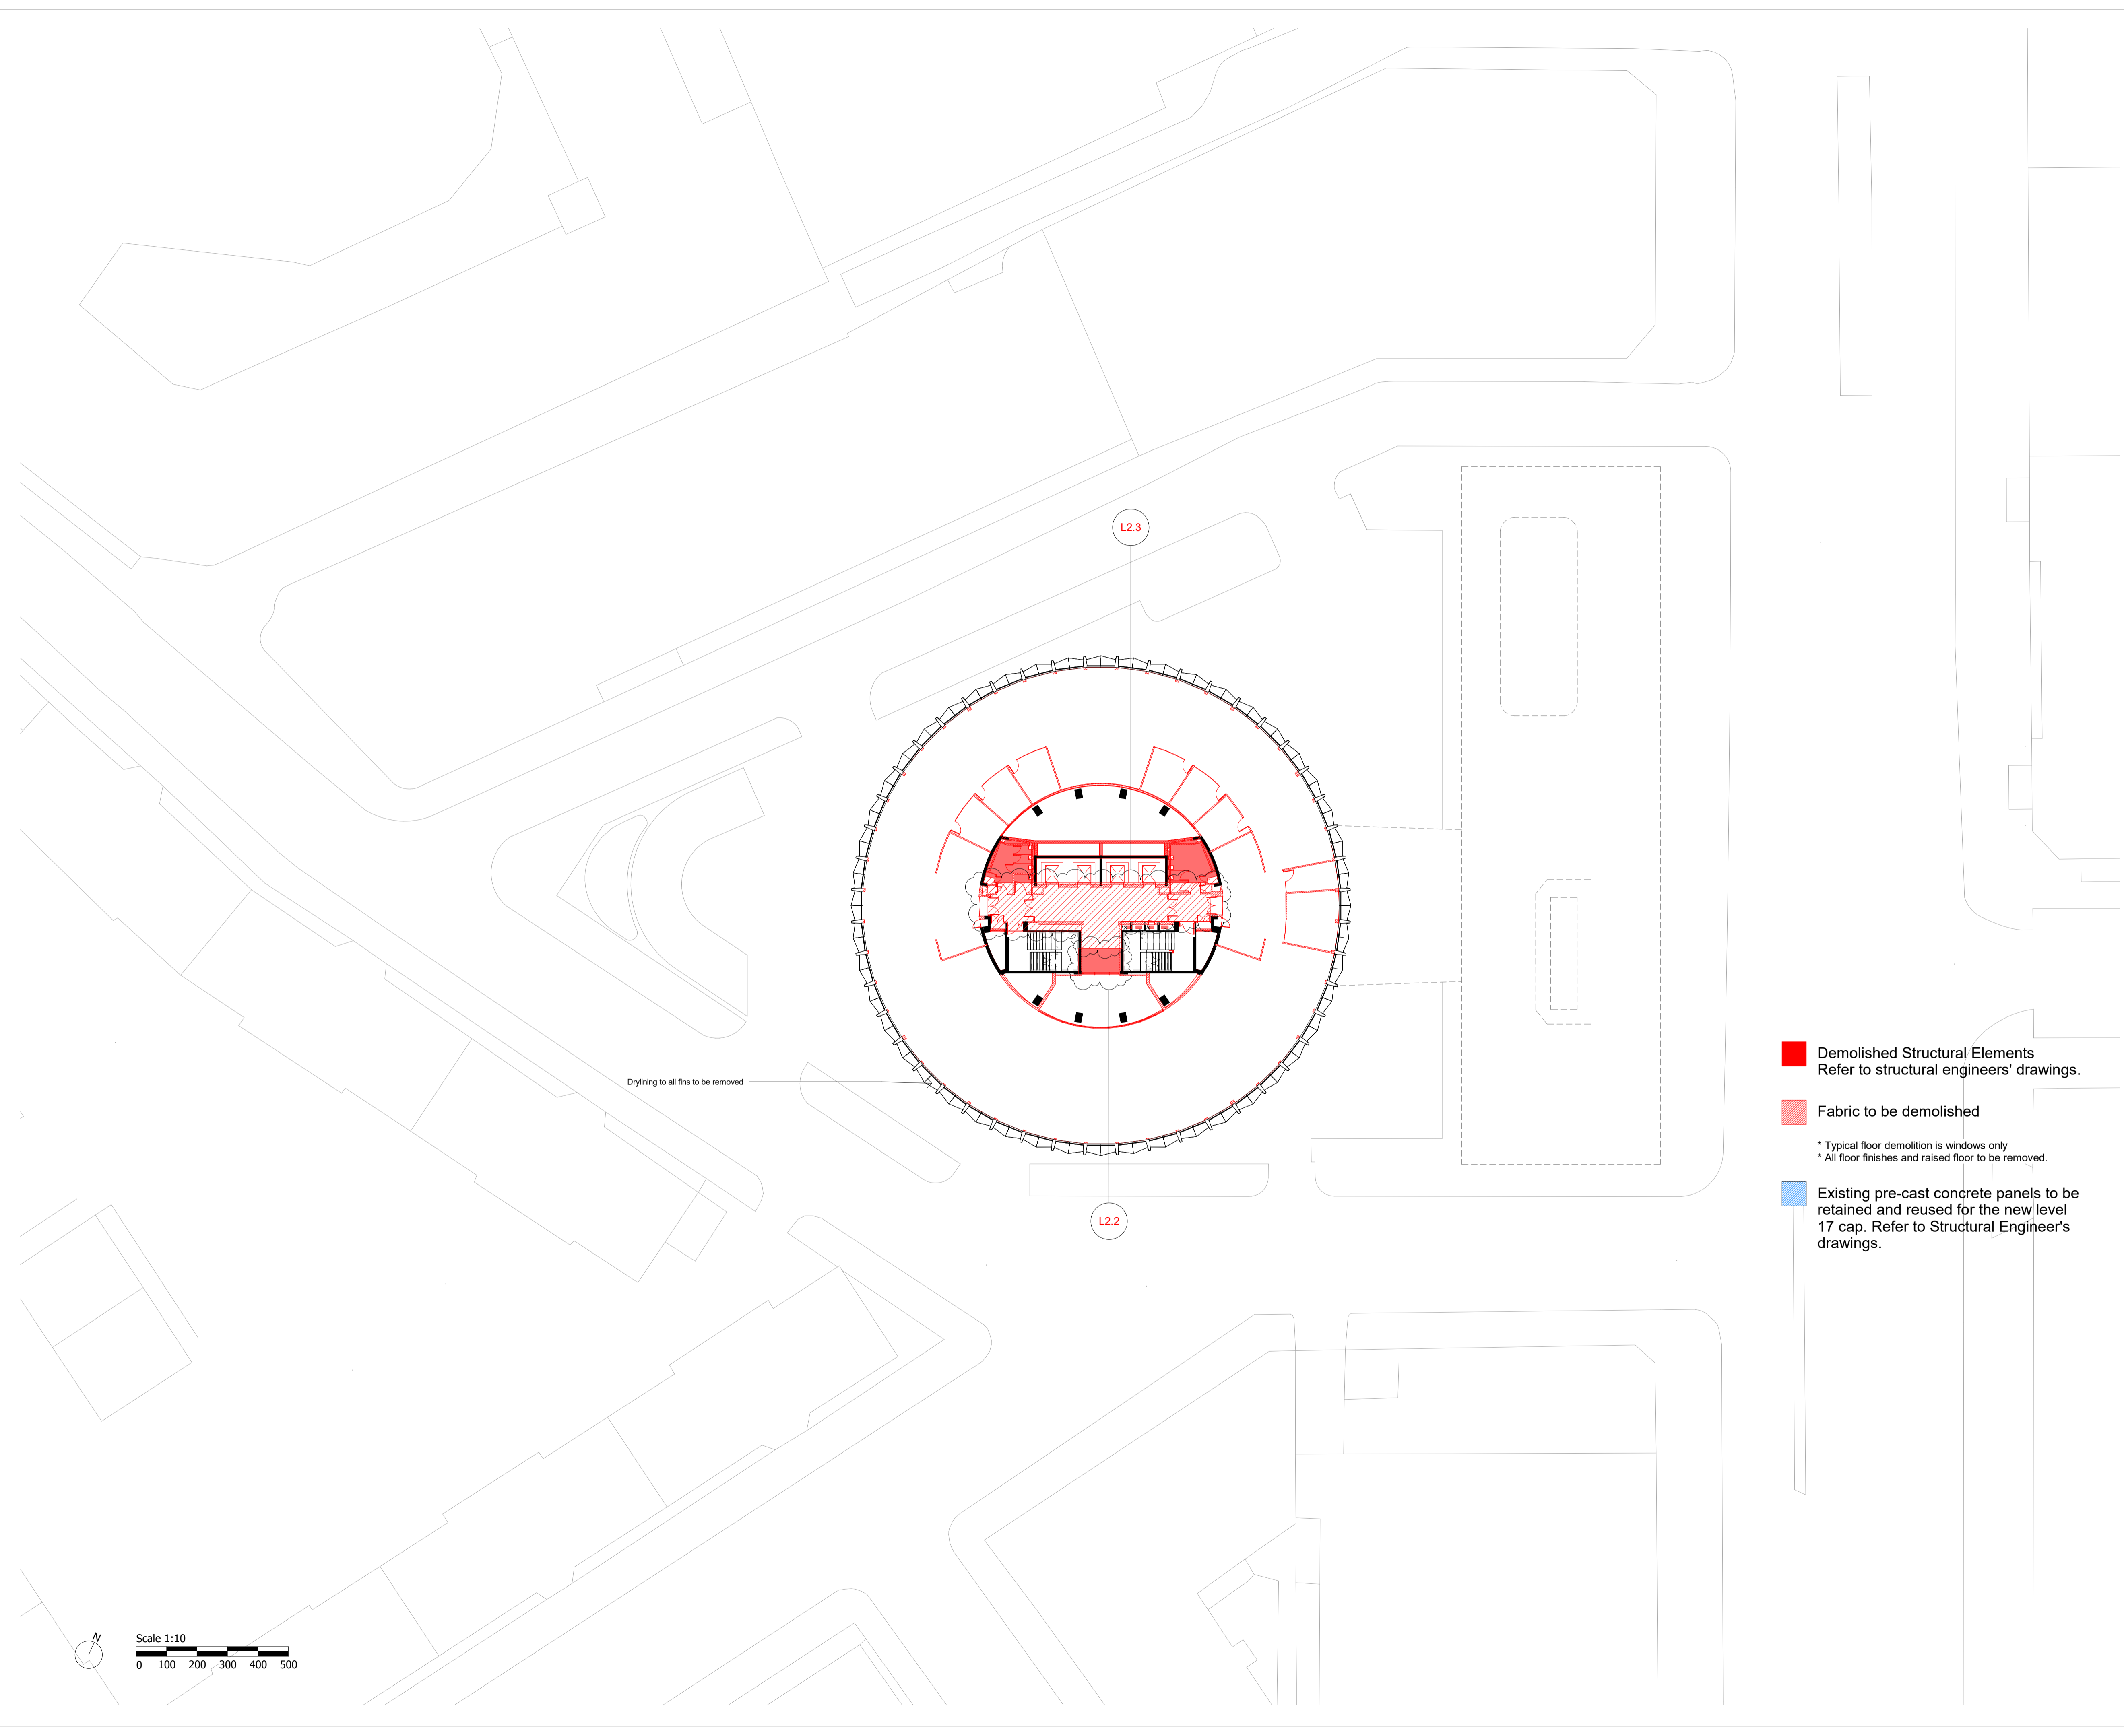 L2.3
Drylining to all fins to be removed
L2.2
Demolished Structural Elements
Refer to structural engineers' drawings.
Fabric to be demolished
* Typical floor demolition is windows only
* All floor finishes and raised floor to be removed.
Existing pre-cast concrete panels to be
retained and reused for the new level
17 cap. Refer to Structural Engineer's
drawings.
N
Scale 1:10
0 100 200 300 400 500